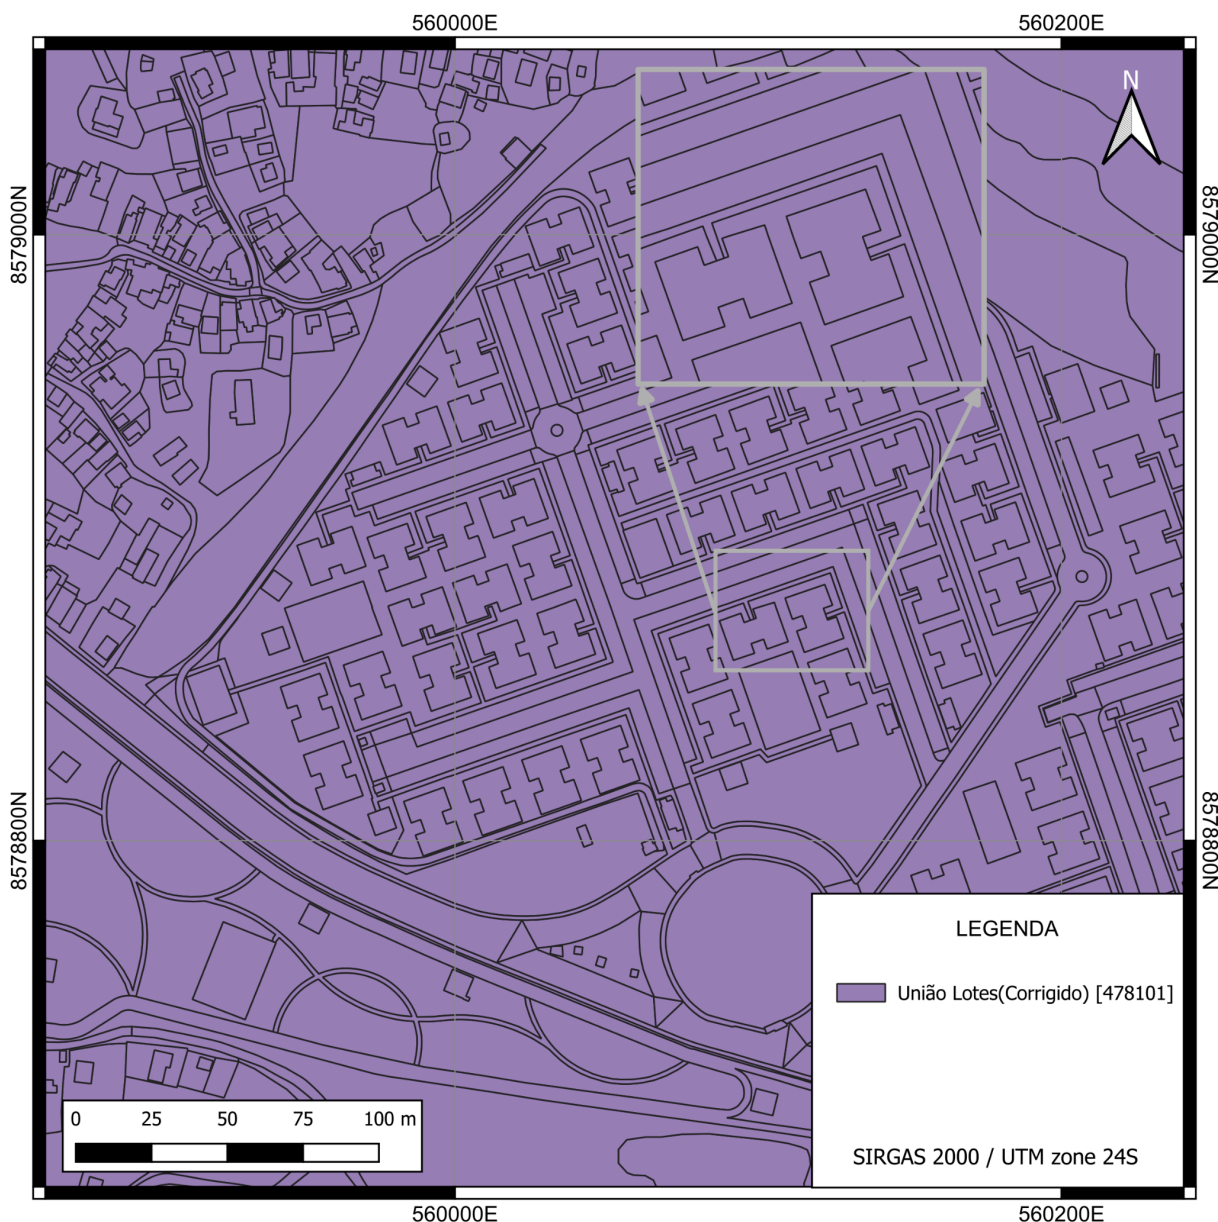 560000E 560200E
N
8579000N 8579000N
8578800N 8578800N
LEGENDA
União Lotes(Corrigido) [478101]
0 25 50 75 100 m
SIRGAS 2000 / UTM zone 24S
560000E 560200E